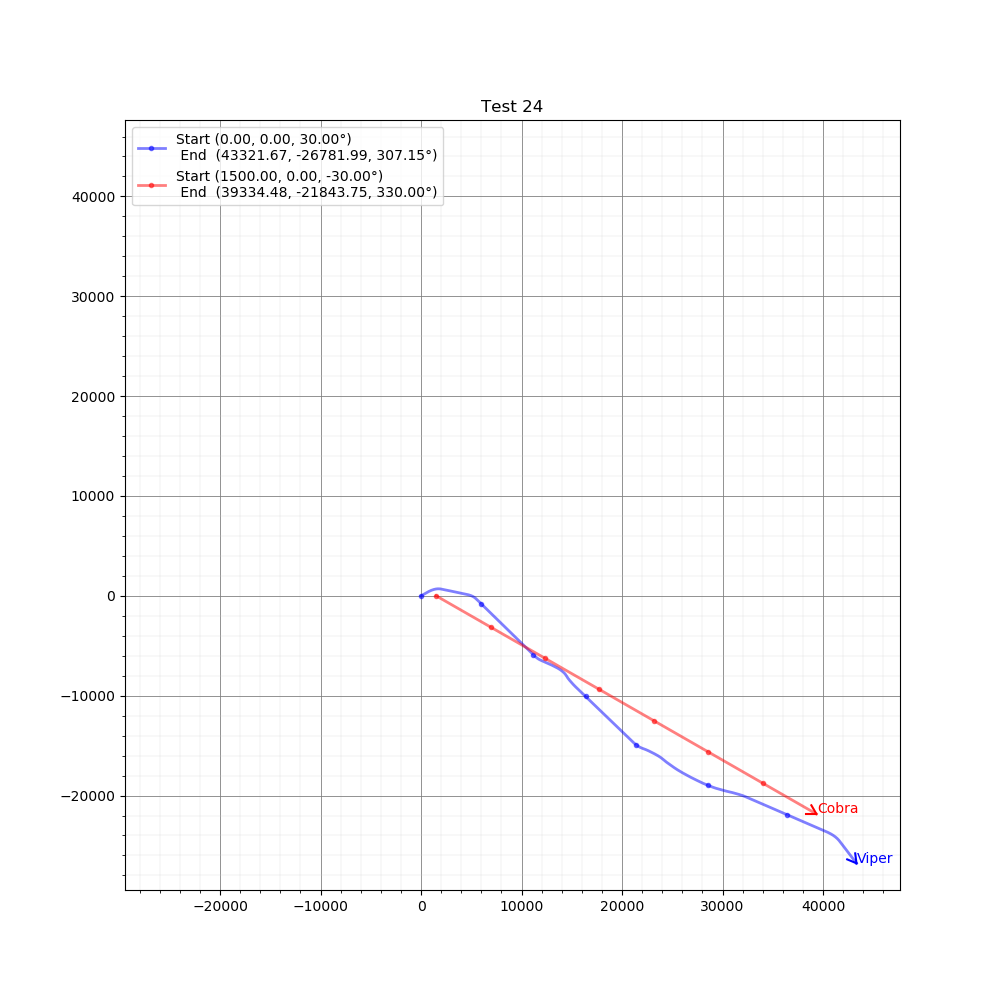 Test 24
Start (0.00, 0.00, 30.00°)
End (43321.67, -26781.99, 307.15°)
Start (1500.00, 0.00, -30.00°)
End (39334.48, -21843.75, 330.00°)
40000
30000
20000
10000
0
−10000
−20000
Cobra
Viper
−20000 −10000 0 10000 20000 30000 40000